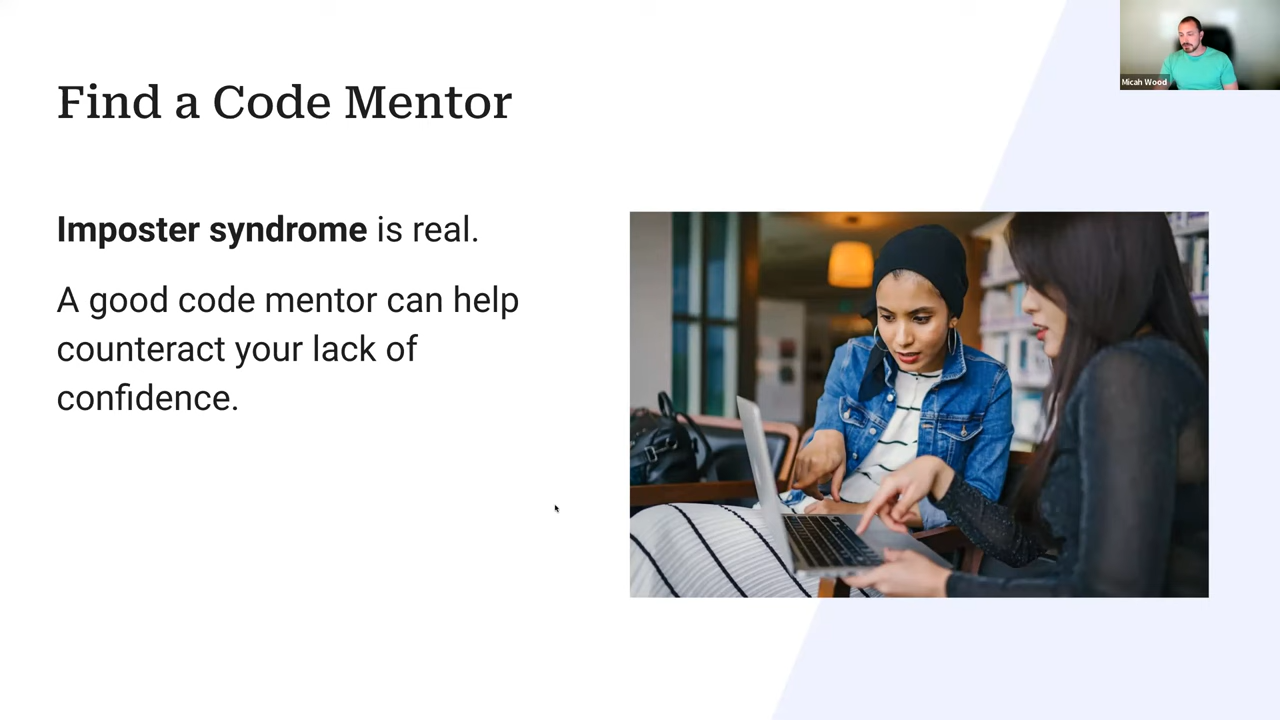 Find a Code Mentor
Imposter syndrome is real.
A good code mentor can help
counteract your lack of
confidence.
Micah Wood